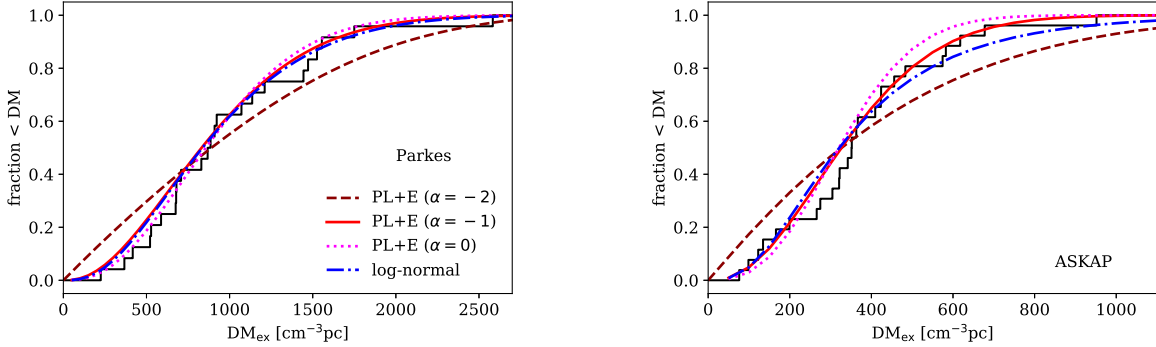 fraction < DM
1.0
0.8
0.6
0.4
0.2
0.0
Parkes
PL+E (α = −2)
PL+E (α = −1)
PL+E (α = 0)
log-normal
0 500 1000 1500 2000 2500
DMex [cm⁻³pc]
fraction < DM
1.0
0.8
0.6
0.4
0.2
0.0
ASKAP
0 200 400 600 800 1000
DMex [cm⁻³pc]